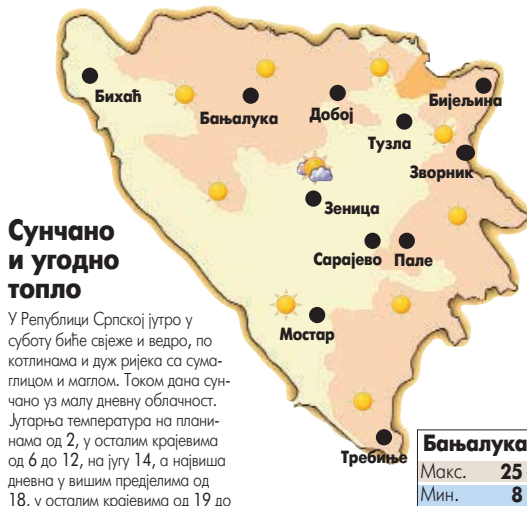 Бихаћ
Бањалука
Добој
Бијељина
Тузла
Зворник
Зеница
Сарајево
Пале
Мостар
Требиње
Сунчано
и угодно
топло
У Републици Српској јутро у
суботу биће свјеже и ведро, по
котлинама и дуж ријека са сума-
глицом и маглом. Током дана сун-
чано уз малу дневну облачност.
Јутарња температура на плани-
нама од 2, у осталим крајевима
од 6 до 12, на југу 14, а највиша
дневна у вишим предјелима од
18, у осталим крајевима од 19 до
Бањалука
Макс. 25
Мин. 8